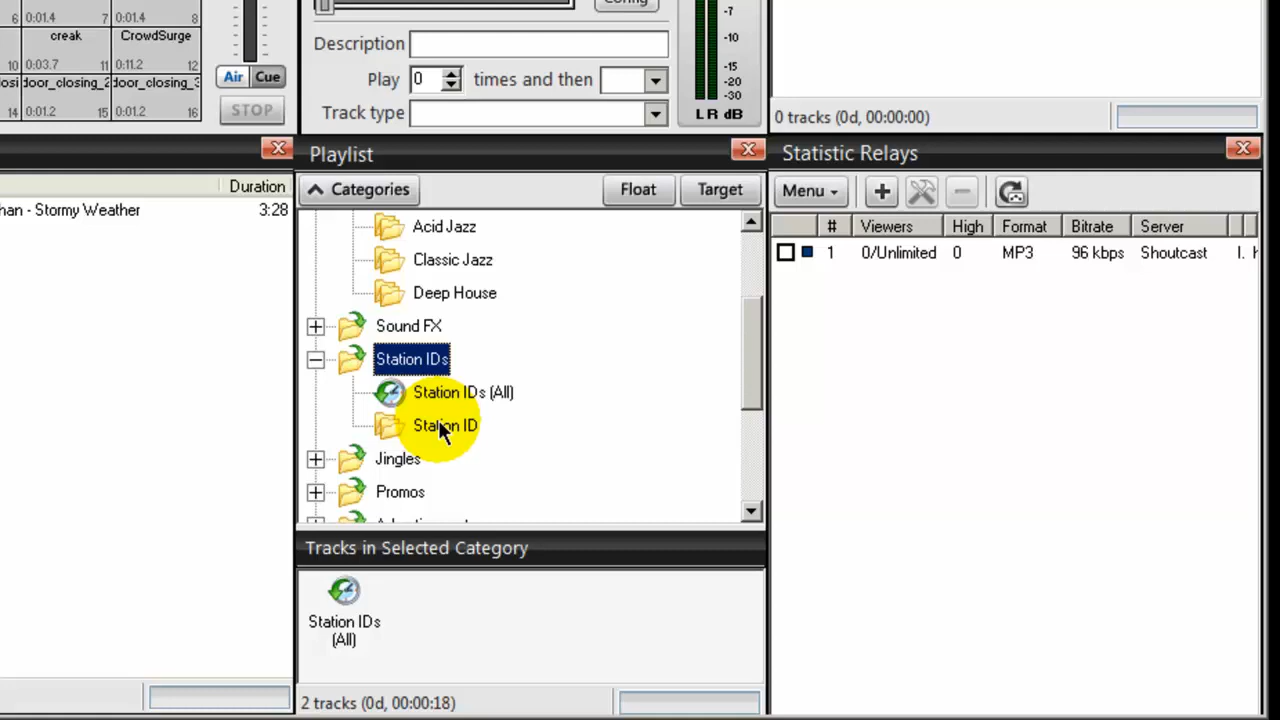 6 0:01.4 7 0:01.4 8
creak CrowdSurge
10 0:03.7 11 0:11.2 12
door_closing_2 door_closing_3
14 0:01.2 15 0:01.2 16
Air Cue
STOP
Config
Description
Play 0 times and then
Track type
-7
-10
-15
-20
-30
L R dB
0 tracks (0d, 00:00:00)
Duration
han - Stormy Weather 3:28
Playlist
Categories Float Target
Acid Jazz
Classic Jazz
Deep House
Sound FX
Station IDs
Station IDs (All)
Station ID
Jingles
Promos
Tracks in Selected Category
Station IDs
(All)
2 tracks (0d, 00:00:18)
Statistic Relays
Menu
# Viewers High Format Bitrate Server
1 0/Unlimited 0 MP3 96 kbps Shoutcast